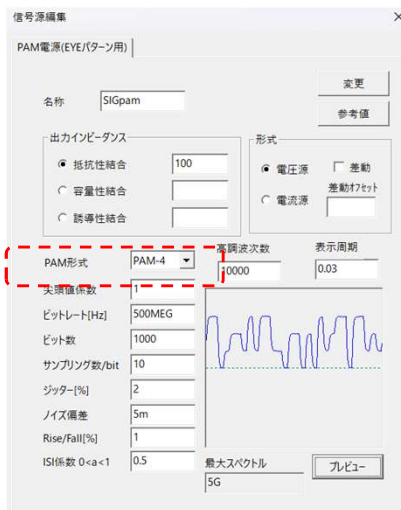 信号源編集
×
PAM電源(EYEパターン用)
変更
名称 SIGpam
参考値
出力インピーダンス
抵抗性結合 100
容量性結合
誘導性結合
形式
電圧源 差動
差動オフセット
電流源
PAM形式 PAM-4
高調波次数 表示周期
10000 0.03
尖頭値係数 1
ビットレート[Hz] 500MEG
ビット数 1000
サンプリング数/bit 10
ジッター[%] 2
ノイズ偏差 5m
Rise/Fall[%] 1
ISI係数 0<a<1 0.5
最大スペクトル
5G
プレビュー